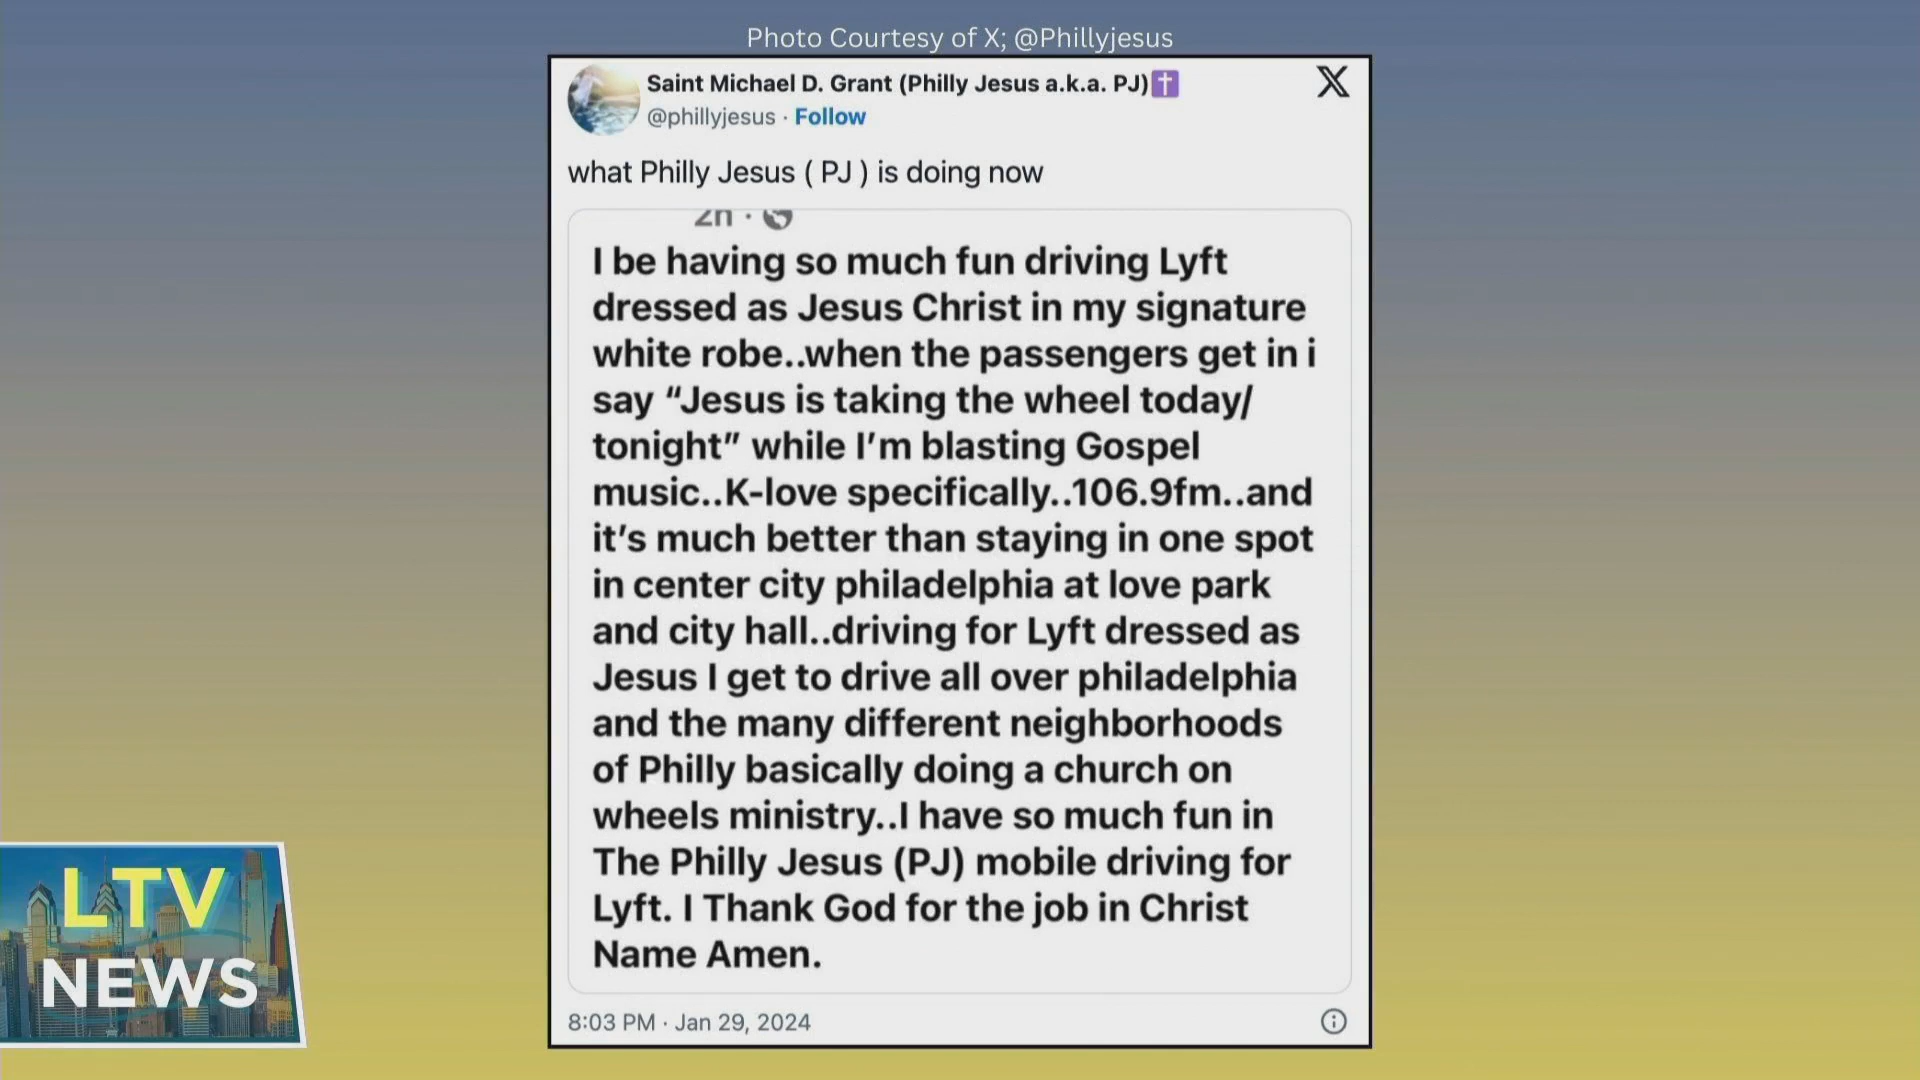 Photo Courtesy of X; @Phillyjesus
Saint Michael D. Grant (Philly Jesus a.k.a. PJ)✝️
@phillyjesus · Follow
what Philly Jesus ( PJ ) is doing now
2h ·
I be having so much fun driving Lyft
dressed as Jesus Christ in my signature
white robe..when the passengers get in i
say “Jesus is taking the wheel today/
tonight” while I’m blasting Gospel
music..K-love specifically..106.9fm..and
it’s much better than staying in one spot
in center city philadelphia at love park
and city hall..driving for Lyft dressed as
Jesus I get to drive all over philadelphia
and the many different neighborhoods
of Philly basically doing a church on
wheels ministry..I have so much fun in
The Philly Jesus (PJ) mobile driving for
Lyft. I Thank God for the job in Christ
Name Amen.
8:03 PM · Jan 29, 2024
LTV
NEWS